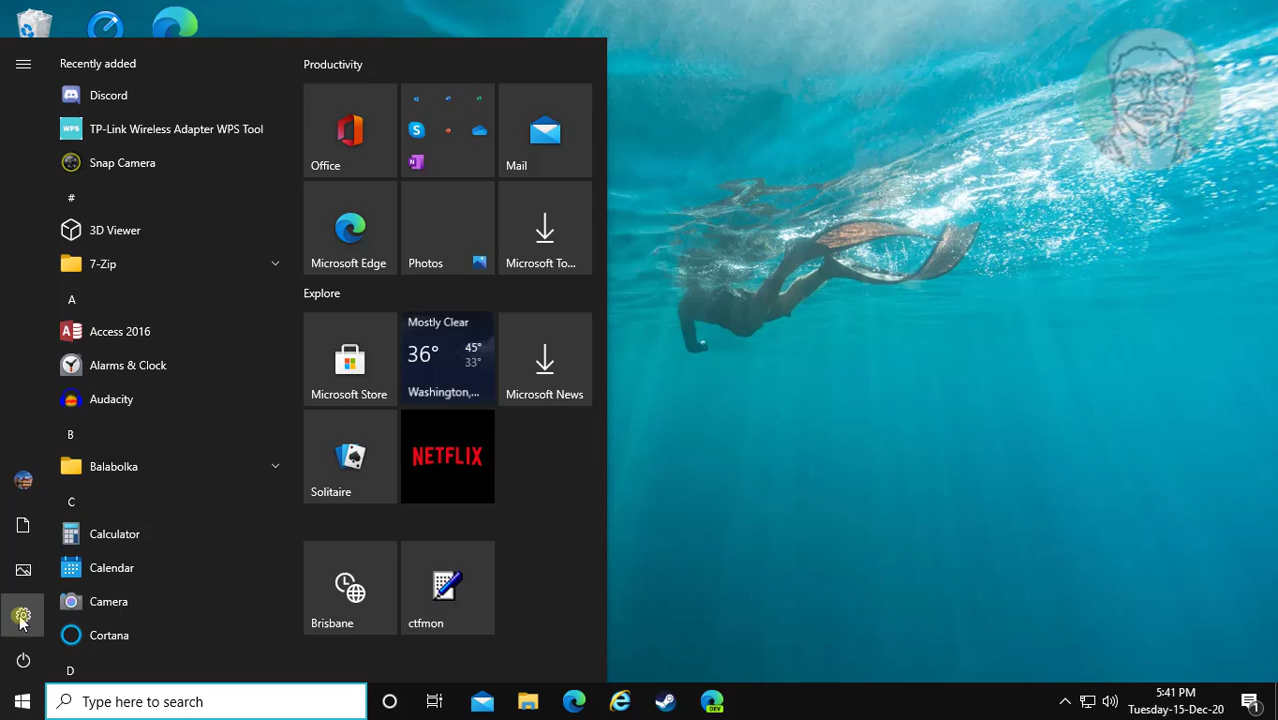 Recently added
Discord
WPS
TP-Link Wireless Adapter WPS Tool
Snap Camera
#
3D Viewer
7-Zip
A
Access 2016
Alarms & Clock
Audacity
B
Balabolka
C
Calculator
Calendar
Camera
Cortana
D
Productivity
Office
Mail
Microsoft Edge
Photos
Microsoft To...
Explore
Microsoft Store
Mostly Clear
36°
45°
33°
Washington,...
Microsoft News
Solitaire
NETFLIX
Brisbane
ctfmon
Type here to search
DEV
5:41 PM
Tuesday-15-Dec-20
1